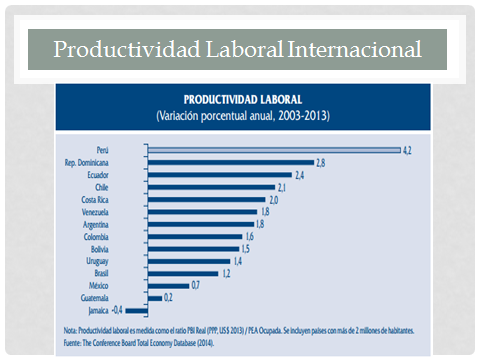 Productividad Laboral Internacional
PRODUCTIVIDAD LABORAL
(Variación porcentual anual, 2003-2013)
Perú 4,2
Rep. Dominicana 2,8
Ecuador 2,4
Chile 2,1
Costa Rica 2,0
Venezuela 1,8
Argentina 1,8
Colombia 1,6
Bolivia 1,5
Uruguay 1,4
Brasil 1,2
México 0,7
Guatemala 0,2
Jamaica -0,4
Nota: Productividad laboral es medida como el ratio PBI Real (PPP, US$ 2013) / PEA Ocupada. Se incluyen países con más de 2 millones de habitantes.
Fuente: The Conference Board Total Economy Database (2014).